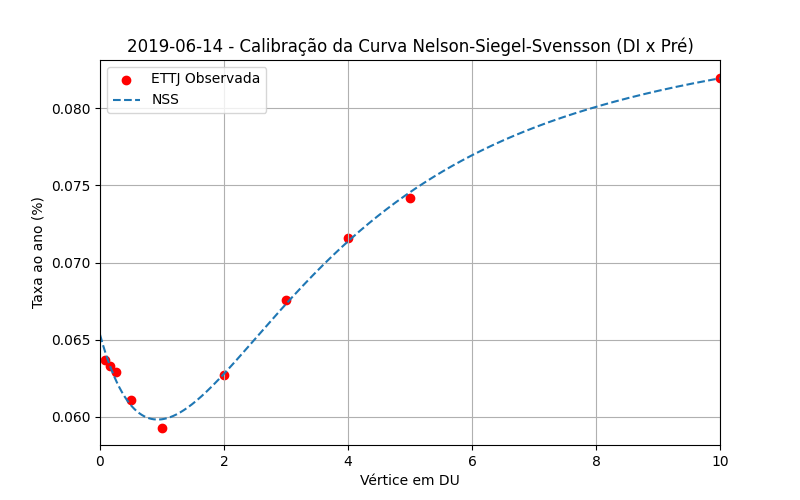 2019-06-14 - Calibração da Curva Nelson-Siegel-Svensson (DI x Pré)
ETTJ Observada
NSS
Taxa ao ano (%)
0.080
0.075
0.070
0.065
0.060
0 2 4 6 8 10
Vértice em DU